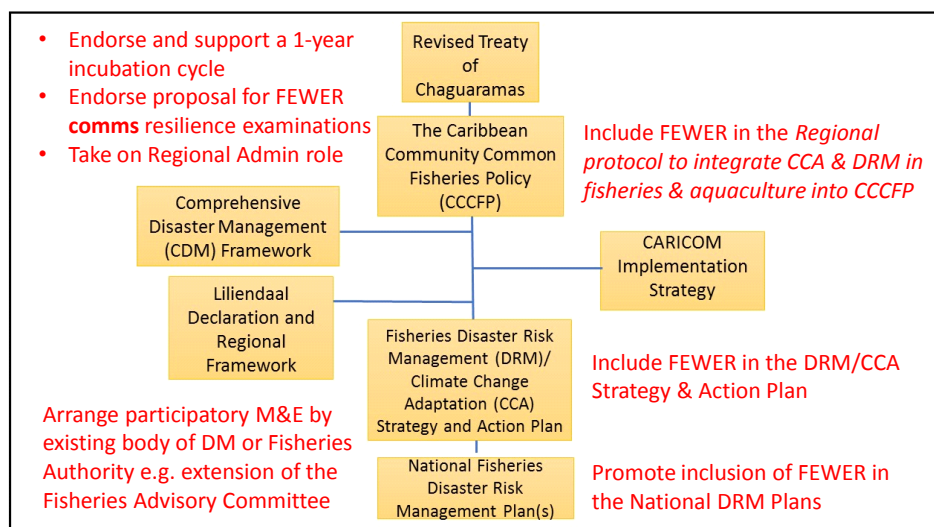 • Endorse and support a 1-year
incubation cycle
• Endorse proposal for FEWER
comms resilience examinations
• Take on Regional Admin role
Revised Treaty
of
Chaguaramas
The Caribbean
Community Common
Fisheries Policy
(CCCFP)
Include FEWER in the Regional
protocol to integrate CCA & DRM in
fisheries & aquaculture into CCCFP
Comprehensive
Disaster Management
(CDM) Framework
CARICOM
Implementation
Strategy
Liliendaal
Declaration and
Regional
Framework
Fisheries Disaster Risk
Management (DRM)/
Climate Change
Adaptation (CCA)
Strategy and Action Plan
Include FEWER in the DRM/CCA
Strategy & Action Plan
Arrange participatory M&E by
existing body of DM or Fisheries
Authority e.g. extension of the
Fisheries Advisory Committee
National Fisheries
Disaster Risk
Management Plan(s)
Promote inclusion of FEWER in
the National DRM Plans